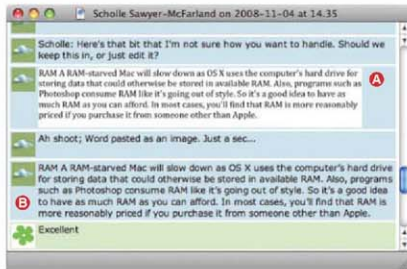 Scholle Sawyer-McFarland on 2008-11-04 at 14.35
Scholle: Here's that bit that I'm not sure how you want to handle. Should we
keep this in, or just edit it?
RAM A RAM-starved Mac will slow down as OS X uses the computer's hard drive for
storing data that could otherwise be stored in available RAM. Also, programs such as
Photoshop consume RAM like it's going out of style. So it's a good idea to have as
much RAM as you can afford. In most cases, you'll find that RAM is more reasonably
priced if you purchase it from someone other than Apple.
A
Ah shoot; Word pasted as an image. Just a sec...
RAM A RAM-starved Mac will slow down as OS X uses the computer's hard drive
for storing data that could otherwise be stored in available RAM. Also, programs
such as Photoshop consume RAM like it's going out of style. So it's a good idea
to have as much RAM as you can afford. In most cases, you'll find that RAM is
more reasonably priced if you purchase it from someone other than Apple.
B
Excellent